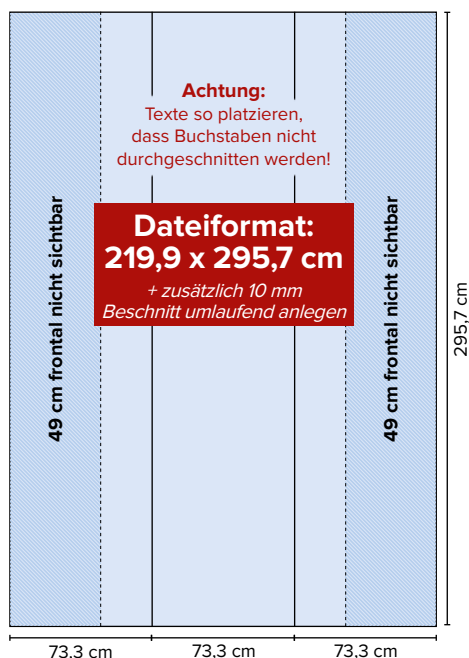 Achtung:
Texte so platzieren,
dass Buchstaben nicht
durchgeschnitten werden!
49 cm frontal nicht sichtbar
Dateiformat:
219,9 x 295,7 cm
+ zusätzlich 10 mm
Beschnitt umlaufend anlegen
49 cm frontal nicht sichtbar
295,7 cm
73,3 cm
73,3 cm
73,3 cm